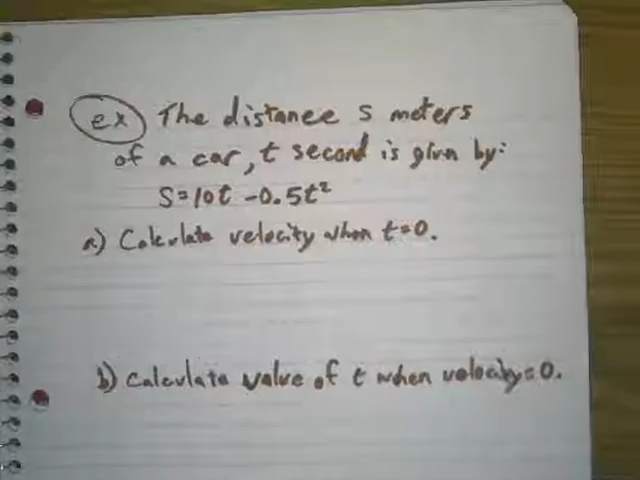 ex The distance S meters
of a car, t second is given by:
S=10t -0.5t²
a) Calculate velocity when t=0.
b) Calculate value of t when velocity=0.